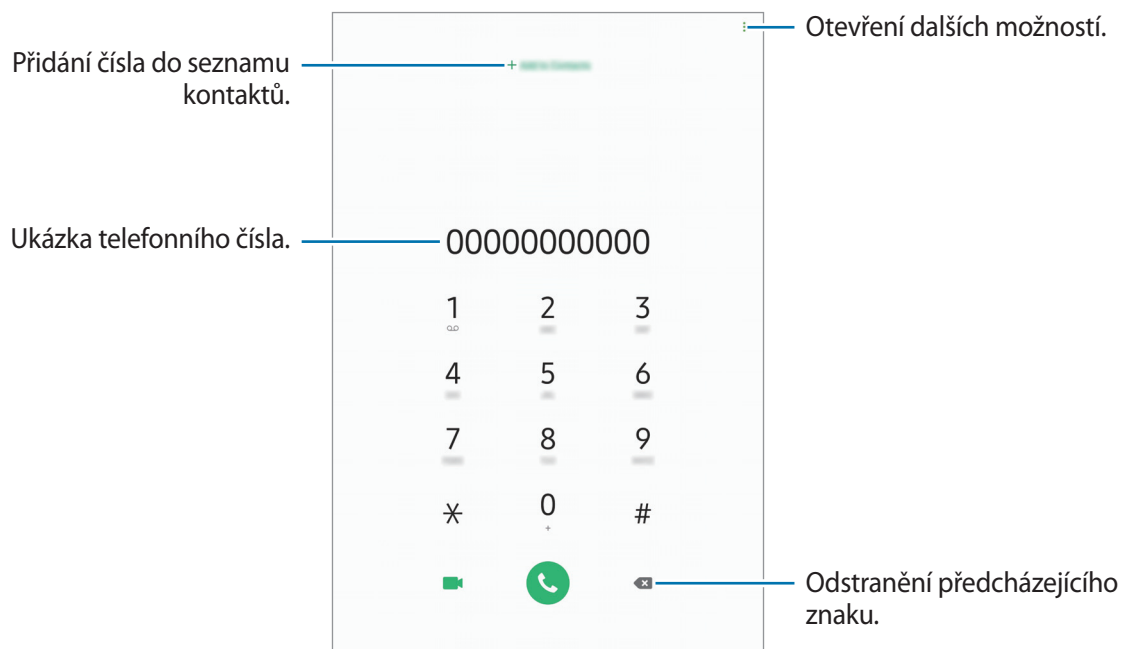 Otevření dalších možností.
Přidání čísla do seznamu
kontaktů.
+
Ukázka telefonního čísla.
00000000000
1 2 3
4 5 6
7 8 9
* 0 #
+
Odstranění předcházejícího
znaku.